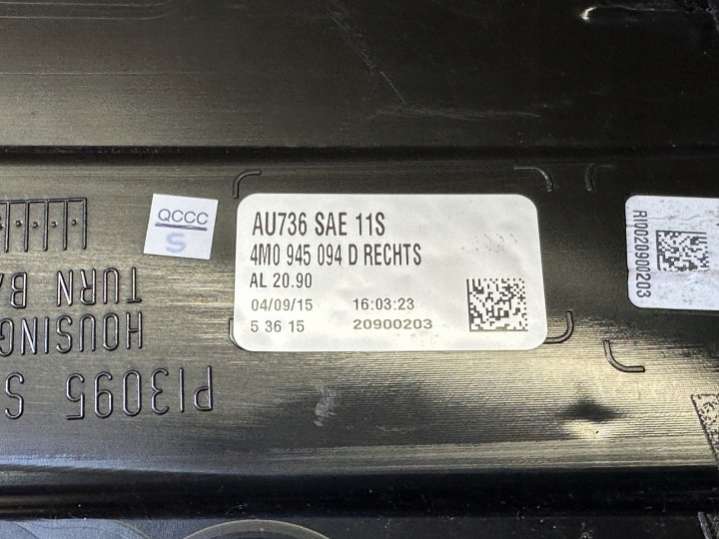 QCCC
S
AU736 SAE 11S
4M0 945 094 D RECHTS
AL 20.90
04/09/15 16:03:23
5 36 15 20900203
RI0020900203
TURN
HOUSING
PI3095 S